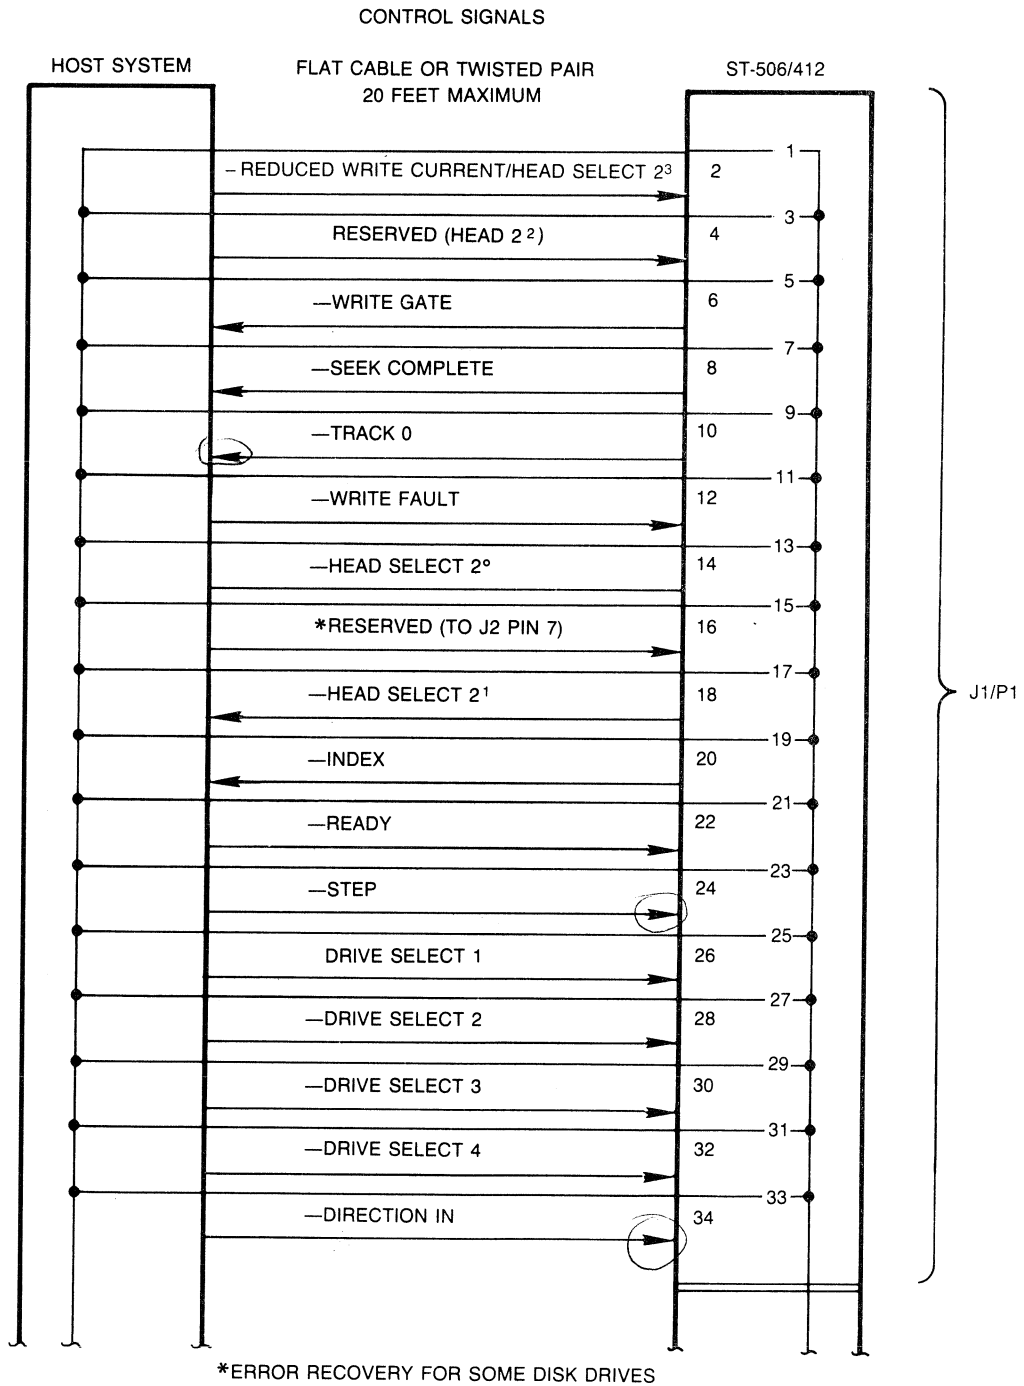 CONTROL SIGNALS
HOST SYSTEM
FLAT CABLE OR TWISTED PAIR
20 FEET MAXIMUM
ST-506/412
1
–REDUCED WRITE CURRENT/HEAD SELECT 2³ 2
3
RESERVED (HEAD 2²) 4
5
—WRITE GATE 6
7
—SEEK COMPLETE 8
9
—TRACK 0 10
11
—WRITE FAULT 12
13
—HEAD SELECT 2⁰ 14
15
*RESERVED (TO J2 PIN 7) 16
17
—HEAD SELECT 2¹ 18
J1/P1
19
—INDEX 20
21
—READY 22
23
—STEP 24
25
DRIVE SELECT 1 26
27
—DRIVE SELECT 2 28
29
—DRIVE SELECT 3 30
31
—DRIVE SELECT 4 32
33
—DIRECTION IN 34
*ERROR RECOVERY FOR SOME DISK DRIVES